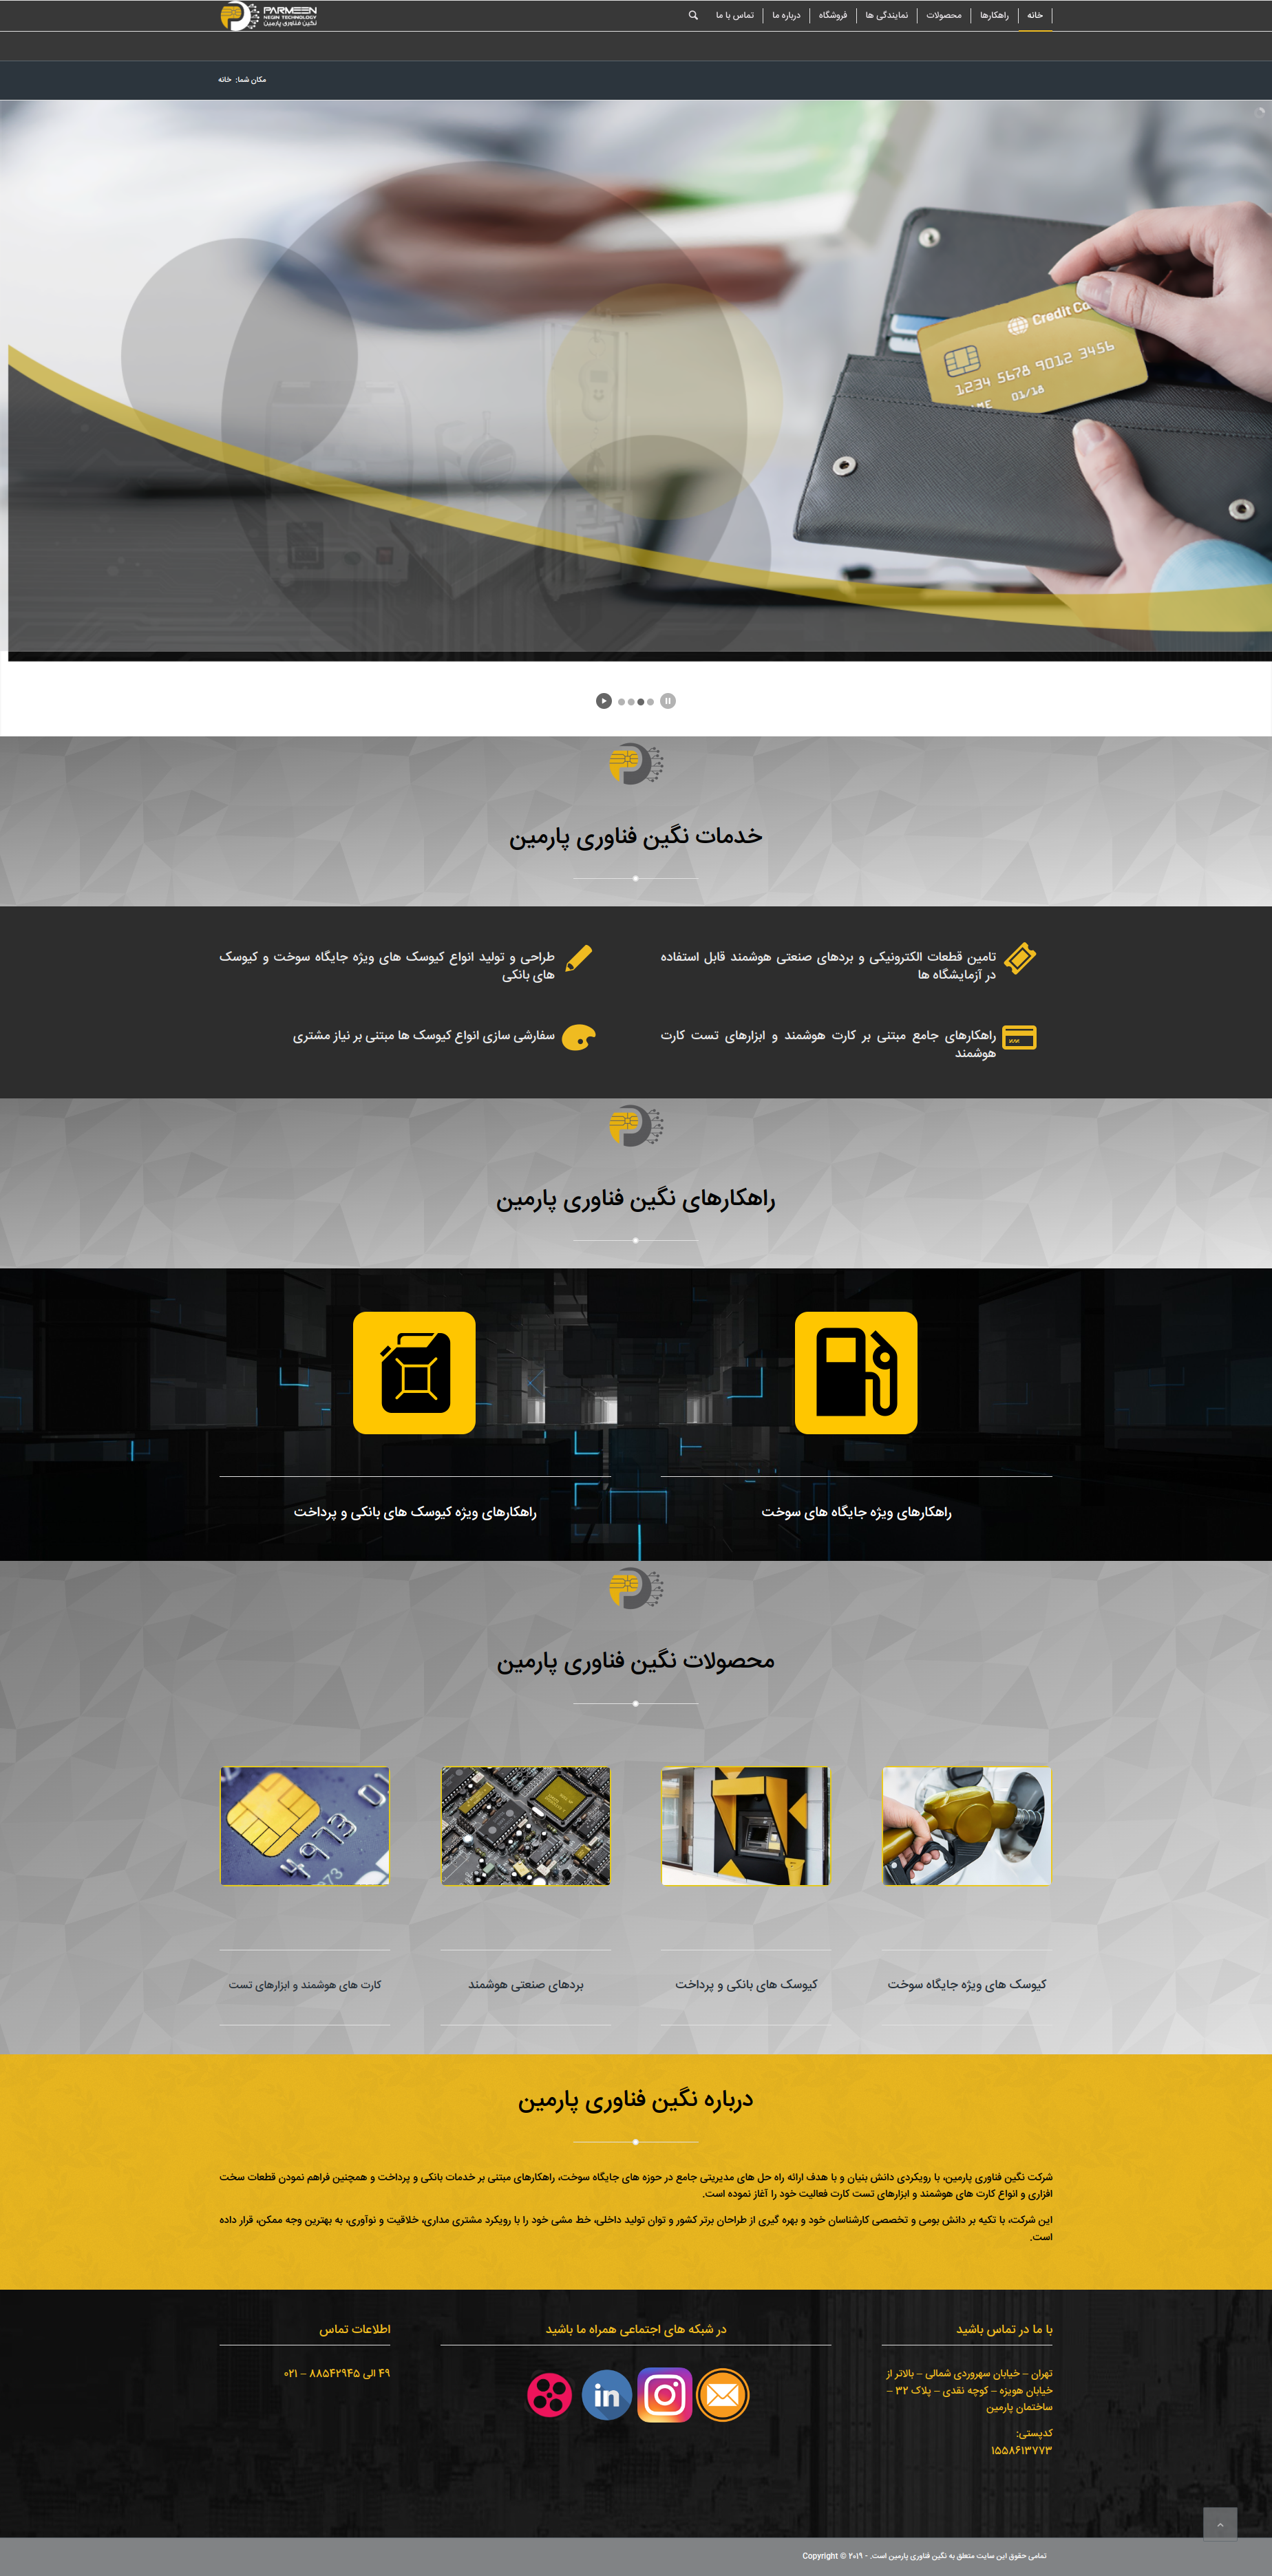 خانه
راهکارها
محصولات
نمایندگی ها
فروشگاه
درباره ما
تماس با ما
PARMEEN
NEGIN TECHNOLOGY
نگین فناوری پارمین
مکان شما: خانه
Credit Ca
1234 5678 9012 3456
01/18
خدمات نگین فناوری پارمین
تامین قطعات الکترونیکی و بردهای صنعتی هوشمند قابل استفاده
در آزمایشگاه ها
طراحی و تولید انواع کیوسک های ویژه جایگاه سوخت و کیوسک
های بانکی
راهکارهای جامع مبتنی بر کارت هوشمند و ابزارهای تست کارت
هوشمند
سفارشی سازی انواع کیوسک ها مبتنی بر نیاز مشتری
راهکارهای نگین فناوری پارمین
راهکارهای ویژه جایگاه های سوخت
راهکارهای ویژه کیوسک های بانکی و پرداخت
محصولات نگین فناوری پارمین
4973
کیوسک های ویژه جایگاه سوخت
کیوسک های بانکی و پرداخت
بردهای صنعتی هوشمند
کارت های هوشمند و ابزارهای تست
درباره نگین فناوری پارمین
شرکت نگین فناوری پارمین، با رویکردی دانش بنیان و با هدف ارائه راه حل های مدیریتی جامع در حوزه های جایگاه سوخت، راهکارهای مبتنی بر خدمات بانکی و پرداخت و همچنین فراهم نمودن قطعات سخت
افزاری و انواع کارت های هوشمند و ابزارهای تست کارت فعالیت خود را آغاز نموده است.
این شرکت، با تکیه بر دانش بومی و تخصصی کارشناسان خود و بهره گیری از طراحان برتر کشور و توان تولید داخلی، خط مشی خود را با رویکرد مشتری مداری، خلاقیت و نوآوری، به بهترین وجه ممکن، قرار داده
است.
با ما در تماس باشید
تهران – خیابان سهروردی شمالی – بالاتر از
خیابان هویزه – کوچه نقدی – پلاک ۳۲ –
ساختمان پارمین
کدپستی:
۱۵۵۸۶۱۳۷۷۳
در شبکه های اجتماعی همراه ما باشید
in
اطلاعات تماس
۴۹ الی ۸۸۵۴۲۹۴۵ – ۰۲۱
تمامی حقوق این سایت متعلق به نگین فناوری پارمین است. - ۲۰۱۹ © Copyright